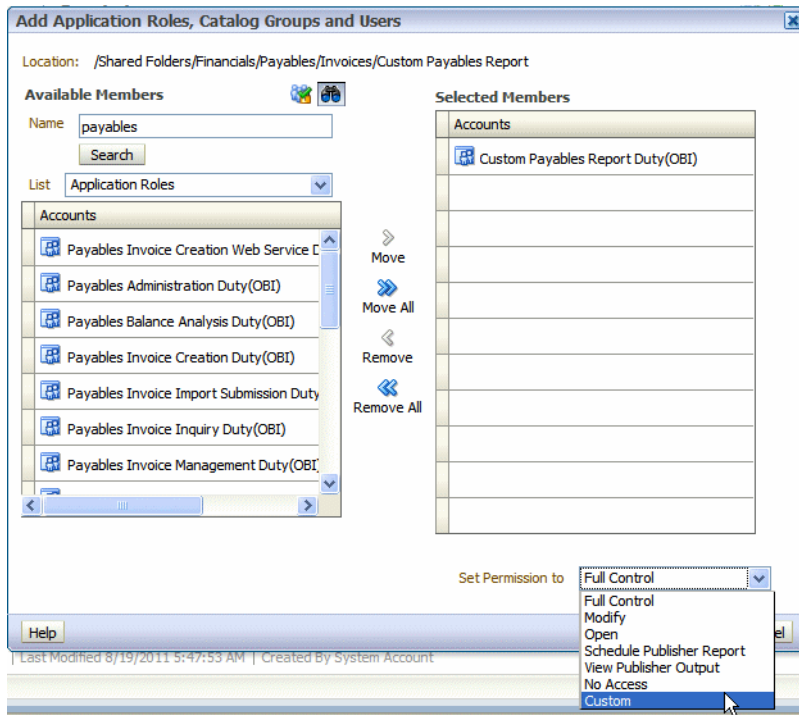 Add Application Roles, Catalog Groups and Users
Location: /Shared Folders/Financials/Payables/Invoices/Custom Payables Report
Available Members
Name payables
Search
List Application Roles
Accounts
Payables Invoice Creation Web Service D
Payables Administration Duty(OBI)
Payables Balance Analysis Duty(OBI)
Payables Invoice Creation Duty(OBI)
Payables Invoice Import Submission Duty
Payables Invoice Inquiry Duty(OBI)
Payables Invoice Management Duty(OBI)
Move
Move All
Remove
Remove All
Selected Members
Accounts
Custom Payables Report Duty(OBI)
Set Permission to Full Control
Full Control
Modify
Open
Schedule Publisher Report
View Publisher Output
No Access
Custom
Help
el
| Last Modified 8/19/2011 5:47:53 AM | Created By System Account